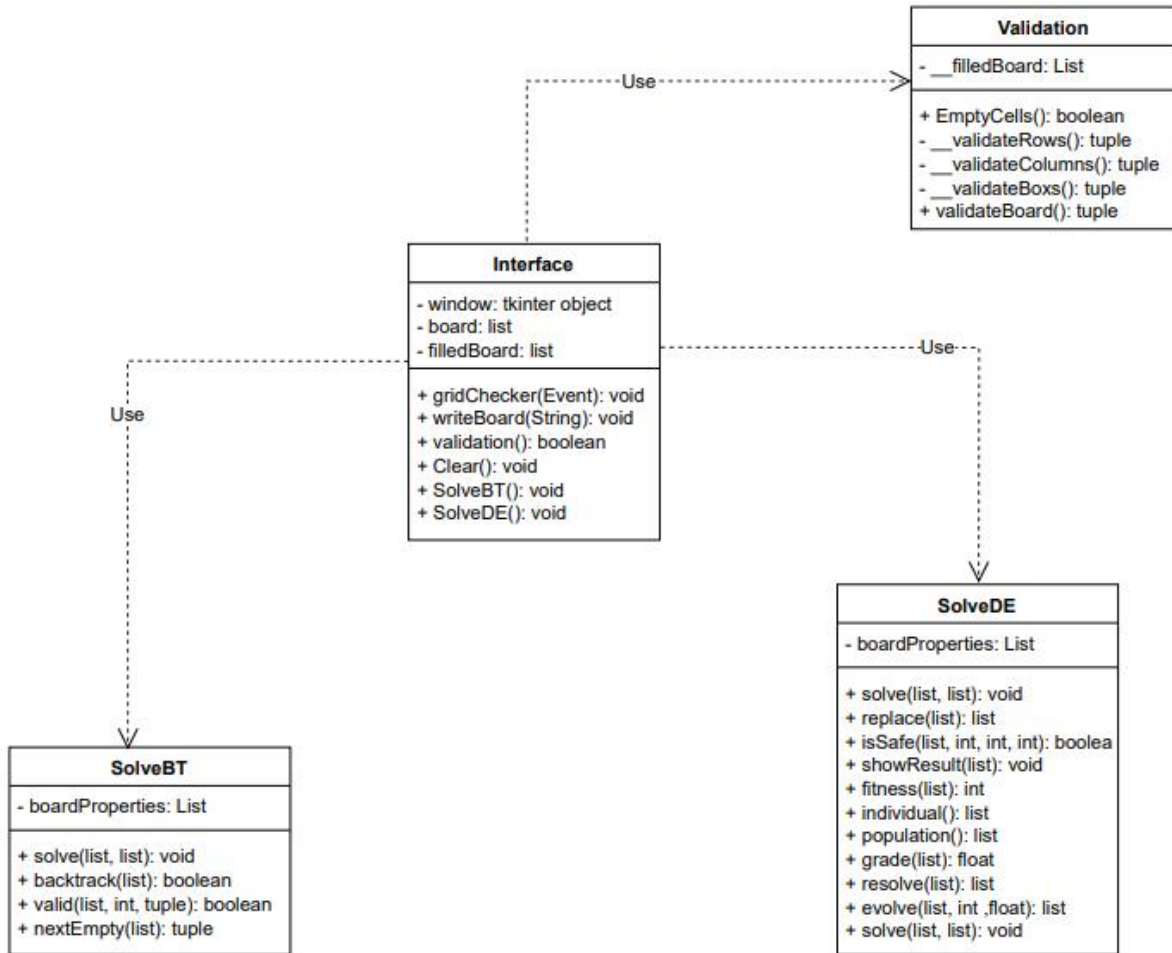 Validation
- __filledBoard: List
+ EmptyCells(): boolean
- __validateRows(): tuple
- __validateColumns(): tuple
- __validateBoxs(): tuple
+ validateBoard(): tuple
Use
Interface
- window: tkinter object
- board: list
- filledBoard: list
+ gridChecker(Event): void
+ writeBoard(String): void
+ validation(): boolean
+ Clear(): void
+ SolveBT(): void
+ SolveDE(): void
Use
Use
SolveBT
- boardProperties: List
+ solve(list, list): void
+ backtrack(list): boolean
+ valid(list, int, tuple): boolean
+ nextEmpty(list): tuple
SolveDE
- boardProperties: List
+ solve(list, list): void
+ replace(list): list
+ isSafe(list, int, int, int): boolea
+ showResult(list): void
+ fitness(list): int
+ individual(): list
+ population(): list
+ grade(list): float
+ resolve(list): list
+ evolve(list, int ,float): list
+ solve(list, list): void